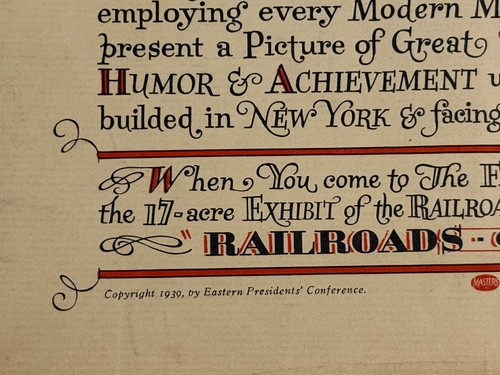 employing every Modern M
present a Picture of Great
HUMOR & ACHIEVEMENT u
builded in NEW YORK & facing
When You come to The E
the 17-acre EXHIBIT of the RAILROA
"RAILROADS -
Copyright 1939, by Eastern Presidents' Conference.
MASTERS